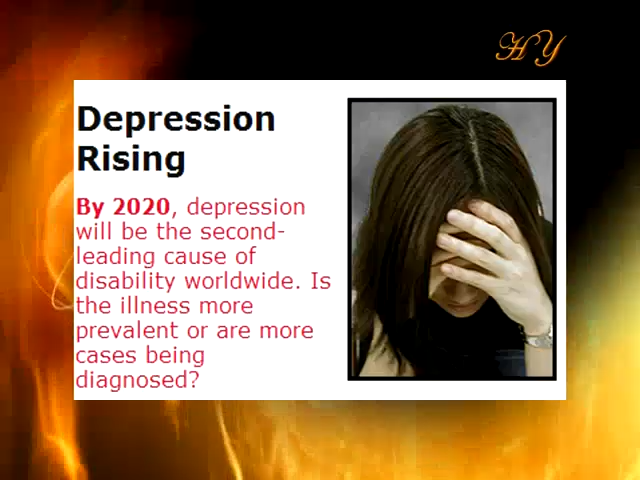 HY
Depression
Rising
By 2020, depression
will be the second-
leading cause of
disability worldwide. Is
the illness more
prevalent or are more
cases being
diagnosed?